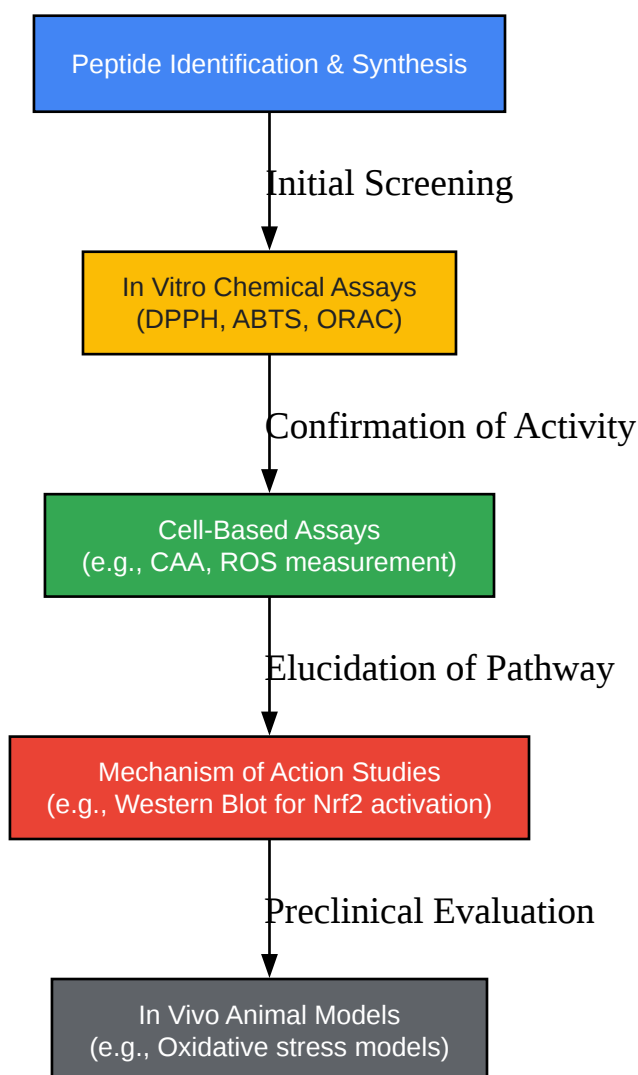 Peptide Identification & Synthesis
Initial Screening
In Vitro Chemical Assays
(DPPH, ABTS, ORAC)
Confirmation of Activity
Cell-Based Assays
(e.g., CAA, ROS measurement)
Elucidation of Pathway
Mechanism of Action Studies
(e.g., Western Blot for Nrf2 activation)
Preclinical Evaluation
In Vivo Animal Models
(e.g., Oxidative stress models)